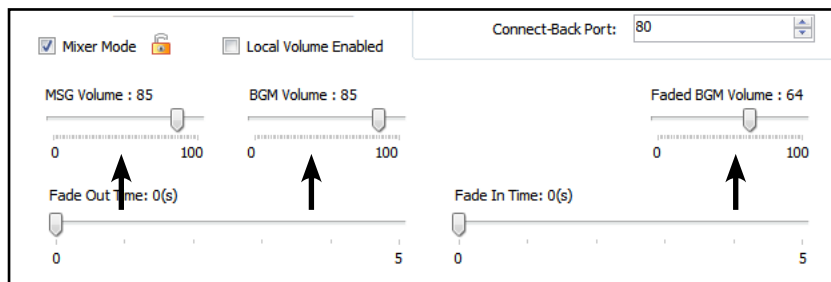 Connect-Back Port: 80
Mixer Mode Local Volume Enabled
MSG Volume : 85 BGM Volume : 85 Faded BGM Volume : 64
0 100 0 100 0 100
Fade Out Time: 0(s) Fade In Time: 0(s)
0 5 0 5